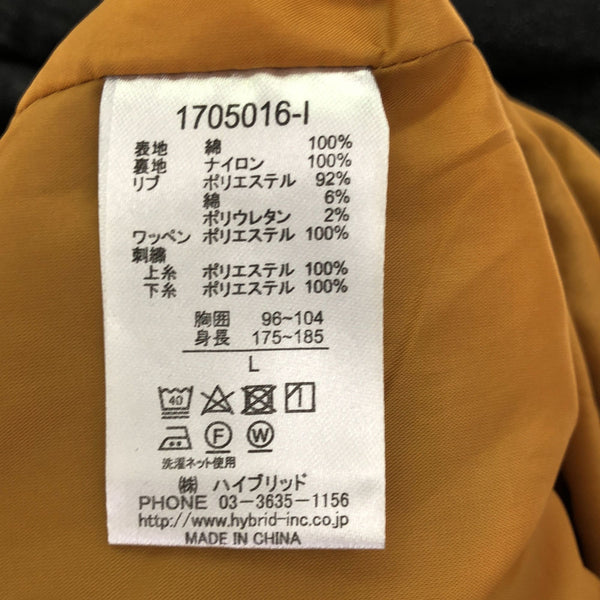 1705016-I
表地 綿 100%
裏地 ナイロン 100%
リブ ポリエステル 92%
綿 6%
ポリウレタン 2%
ワッペン ポリエステル 100%
刺繍
上糸 ポリエステル 100%
下糸 ポリエステル 100%
胸囲 96~104
身長 175~185
L
40
F W
洗濯ネット使用
㈱ ハイブリッド
PHONE 03-3635-1156
http://www.hybrid-inc.co.jp
MADE IN CHINA